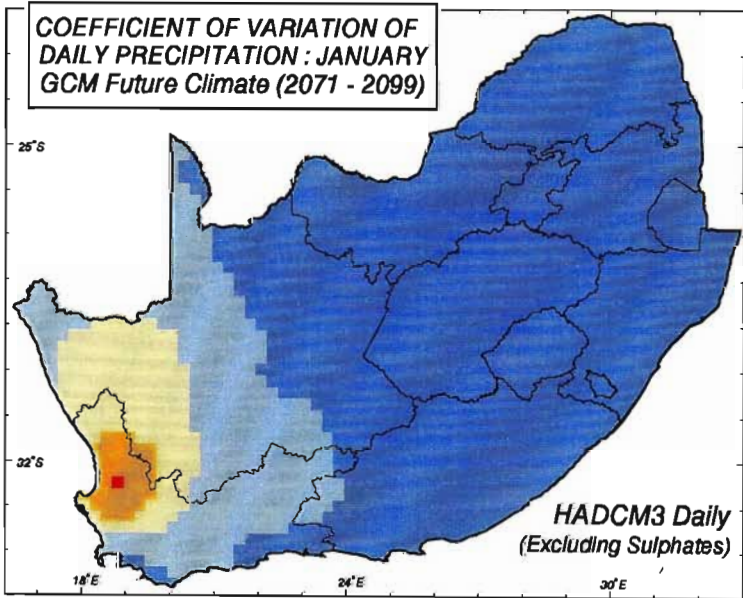 COEFFICIENT OF VARIATION OF
DAILY PRECIPITATION : JANUARY
GCM Future Climate (2071 - 2099)
25°S
32°S
HADCM3 Daily
(Excluding Sulphates)
18°E
24°E
30°E